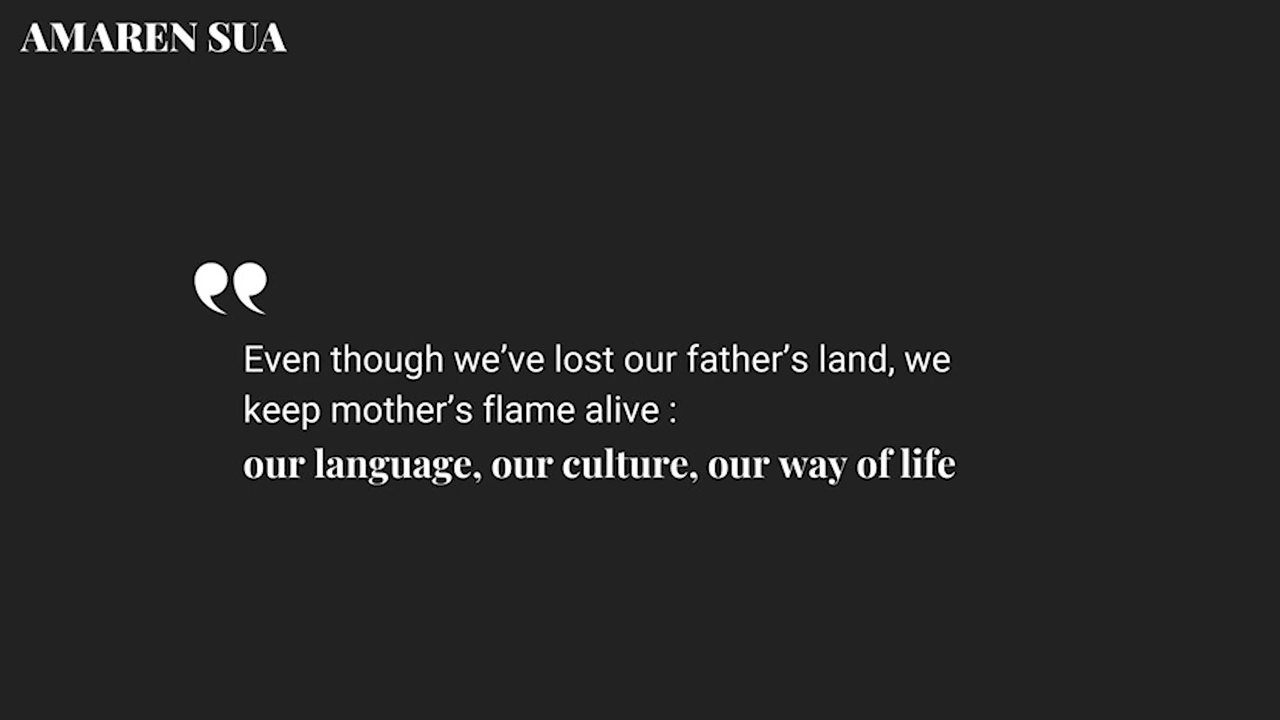 AMAREN SUA
”
Even though we’ve lost our father’s land, we
keep mother’s flame alive :
our language, our culture, our way of life